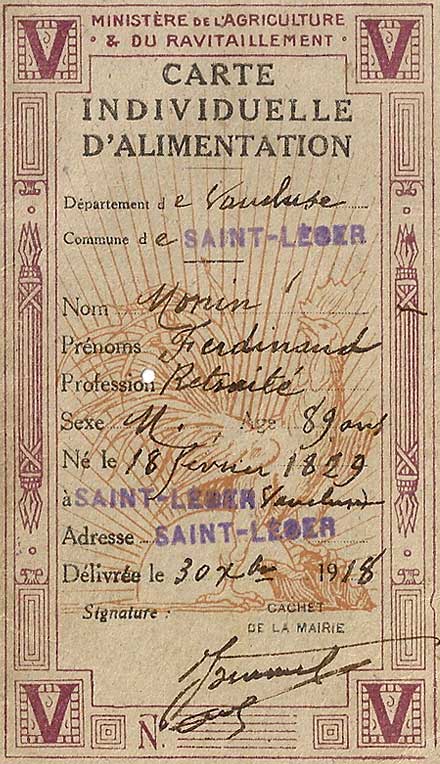 V MINISTÈRE DE L'AGRICULTURE V
& DU RAVITAILLEMENT
CARTE
INDIVIDUELLE
D'ALIMENTATION
Département de Vaucluse
Commune de SAINT-LÉGER
Nom Monin
Prénoms Ferdinand
Profession Retraité
Sexe M. Age 89 ans
Né le 18 février 1829
à SAINT-LÉGER Vaucluse
Adresse SAINT-LÉGER
Délivrée le 30 Xbre 1918
Signature : CACHET
DE LA MAIRIE
V N. V